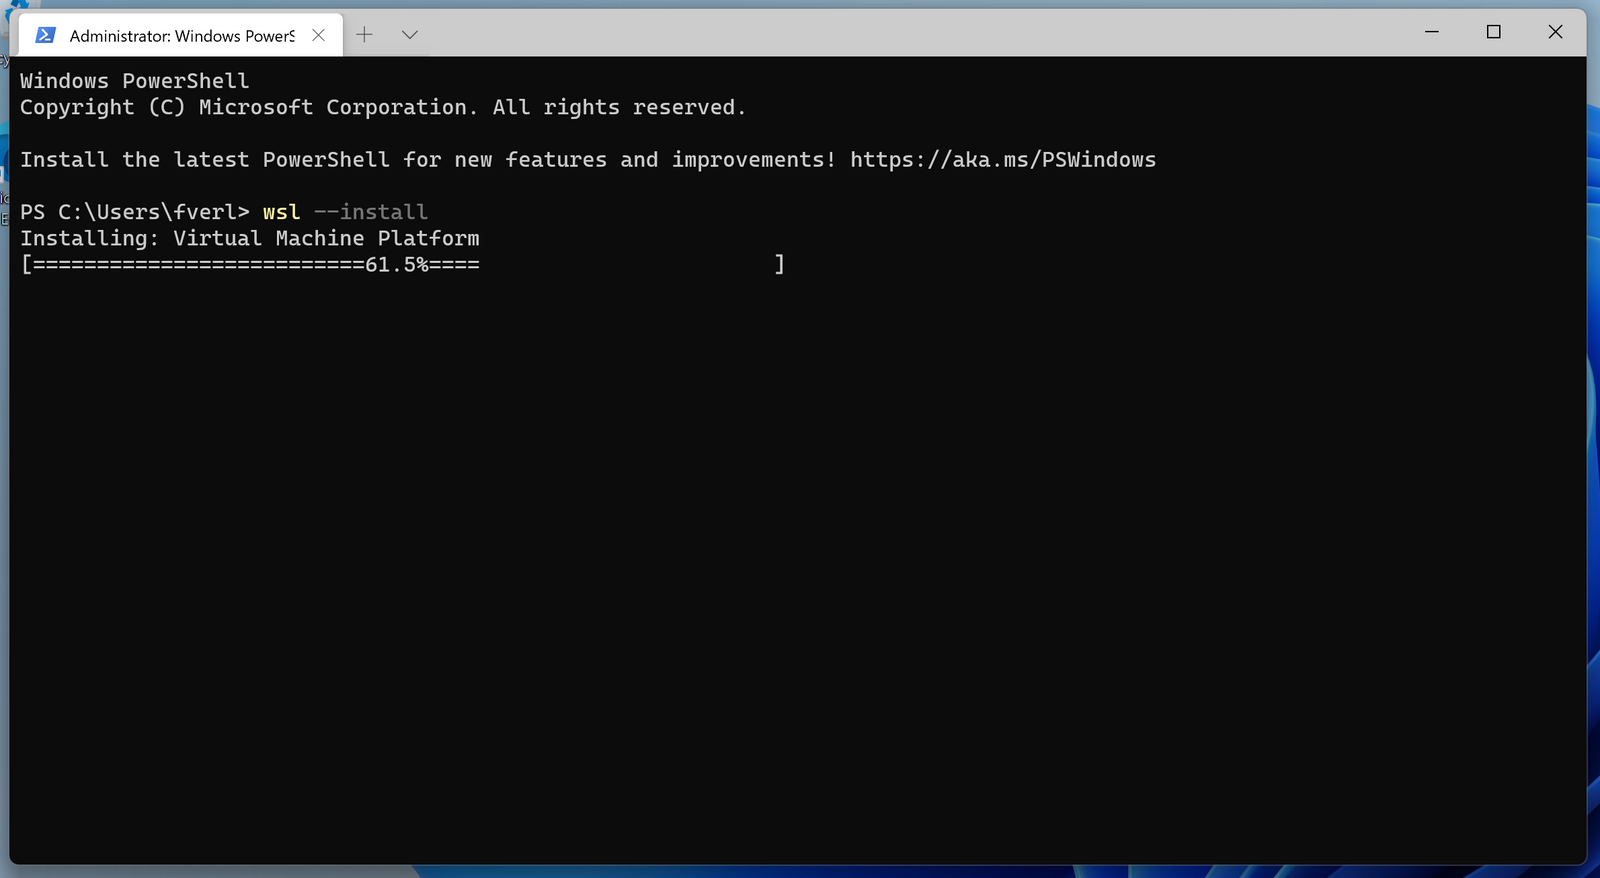 Administrator: Windows PowerS
Windows PowerShell
Copyright (C) Microsoft Corporation. All rights reserved.
Install the latest PowerShell for new features and improvements! https://aka.ms/PSWindows
PS C:\Users\fverl> wsl --install
Installing: Virtual Machine Platform
[==========================61.5%====                       ]